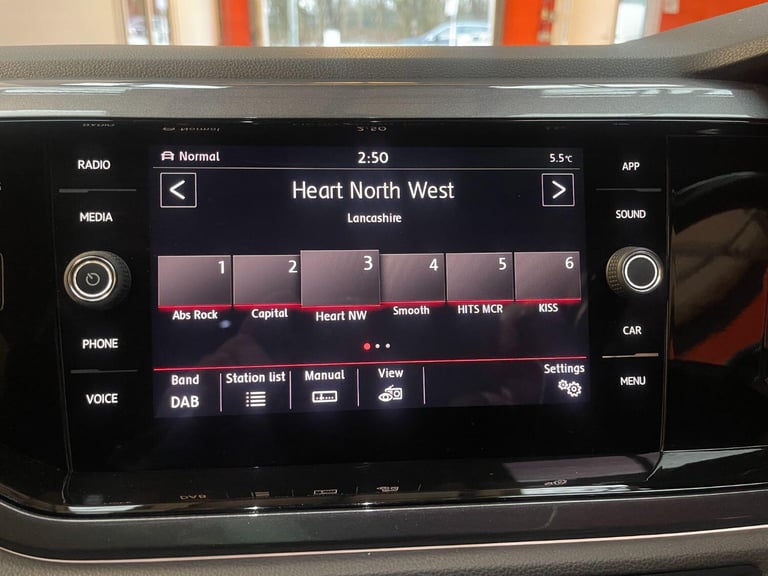 RADIO
MEDIA
PHONE
VOICE
Normal 2:50 5.5°C
< Heart North West >
Lancashire
1 2 3 4 5 6
Abs Rock Capital Heart NW Smooth HITS MCR KISS
Band Station list Manual View Settings
DAB
APP
SOUND
CAR
MENU